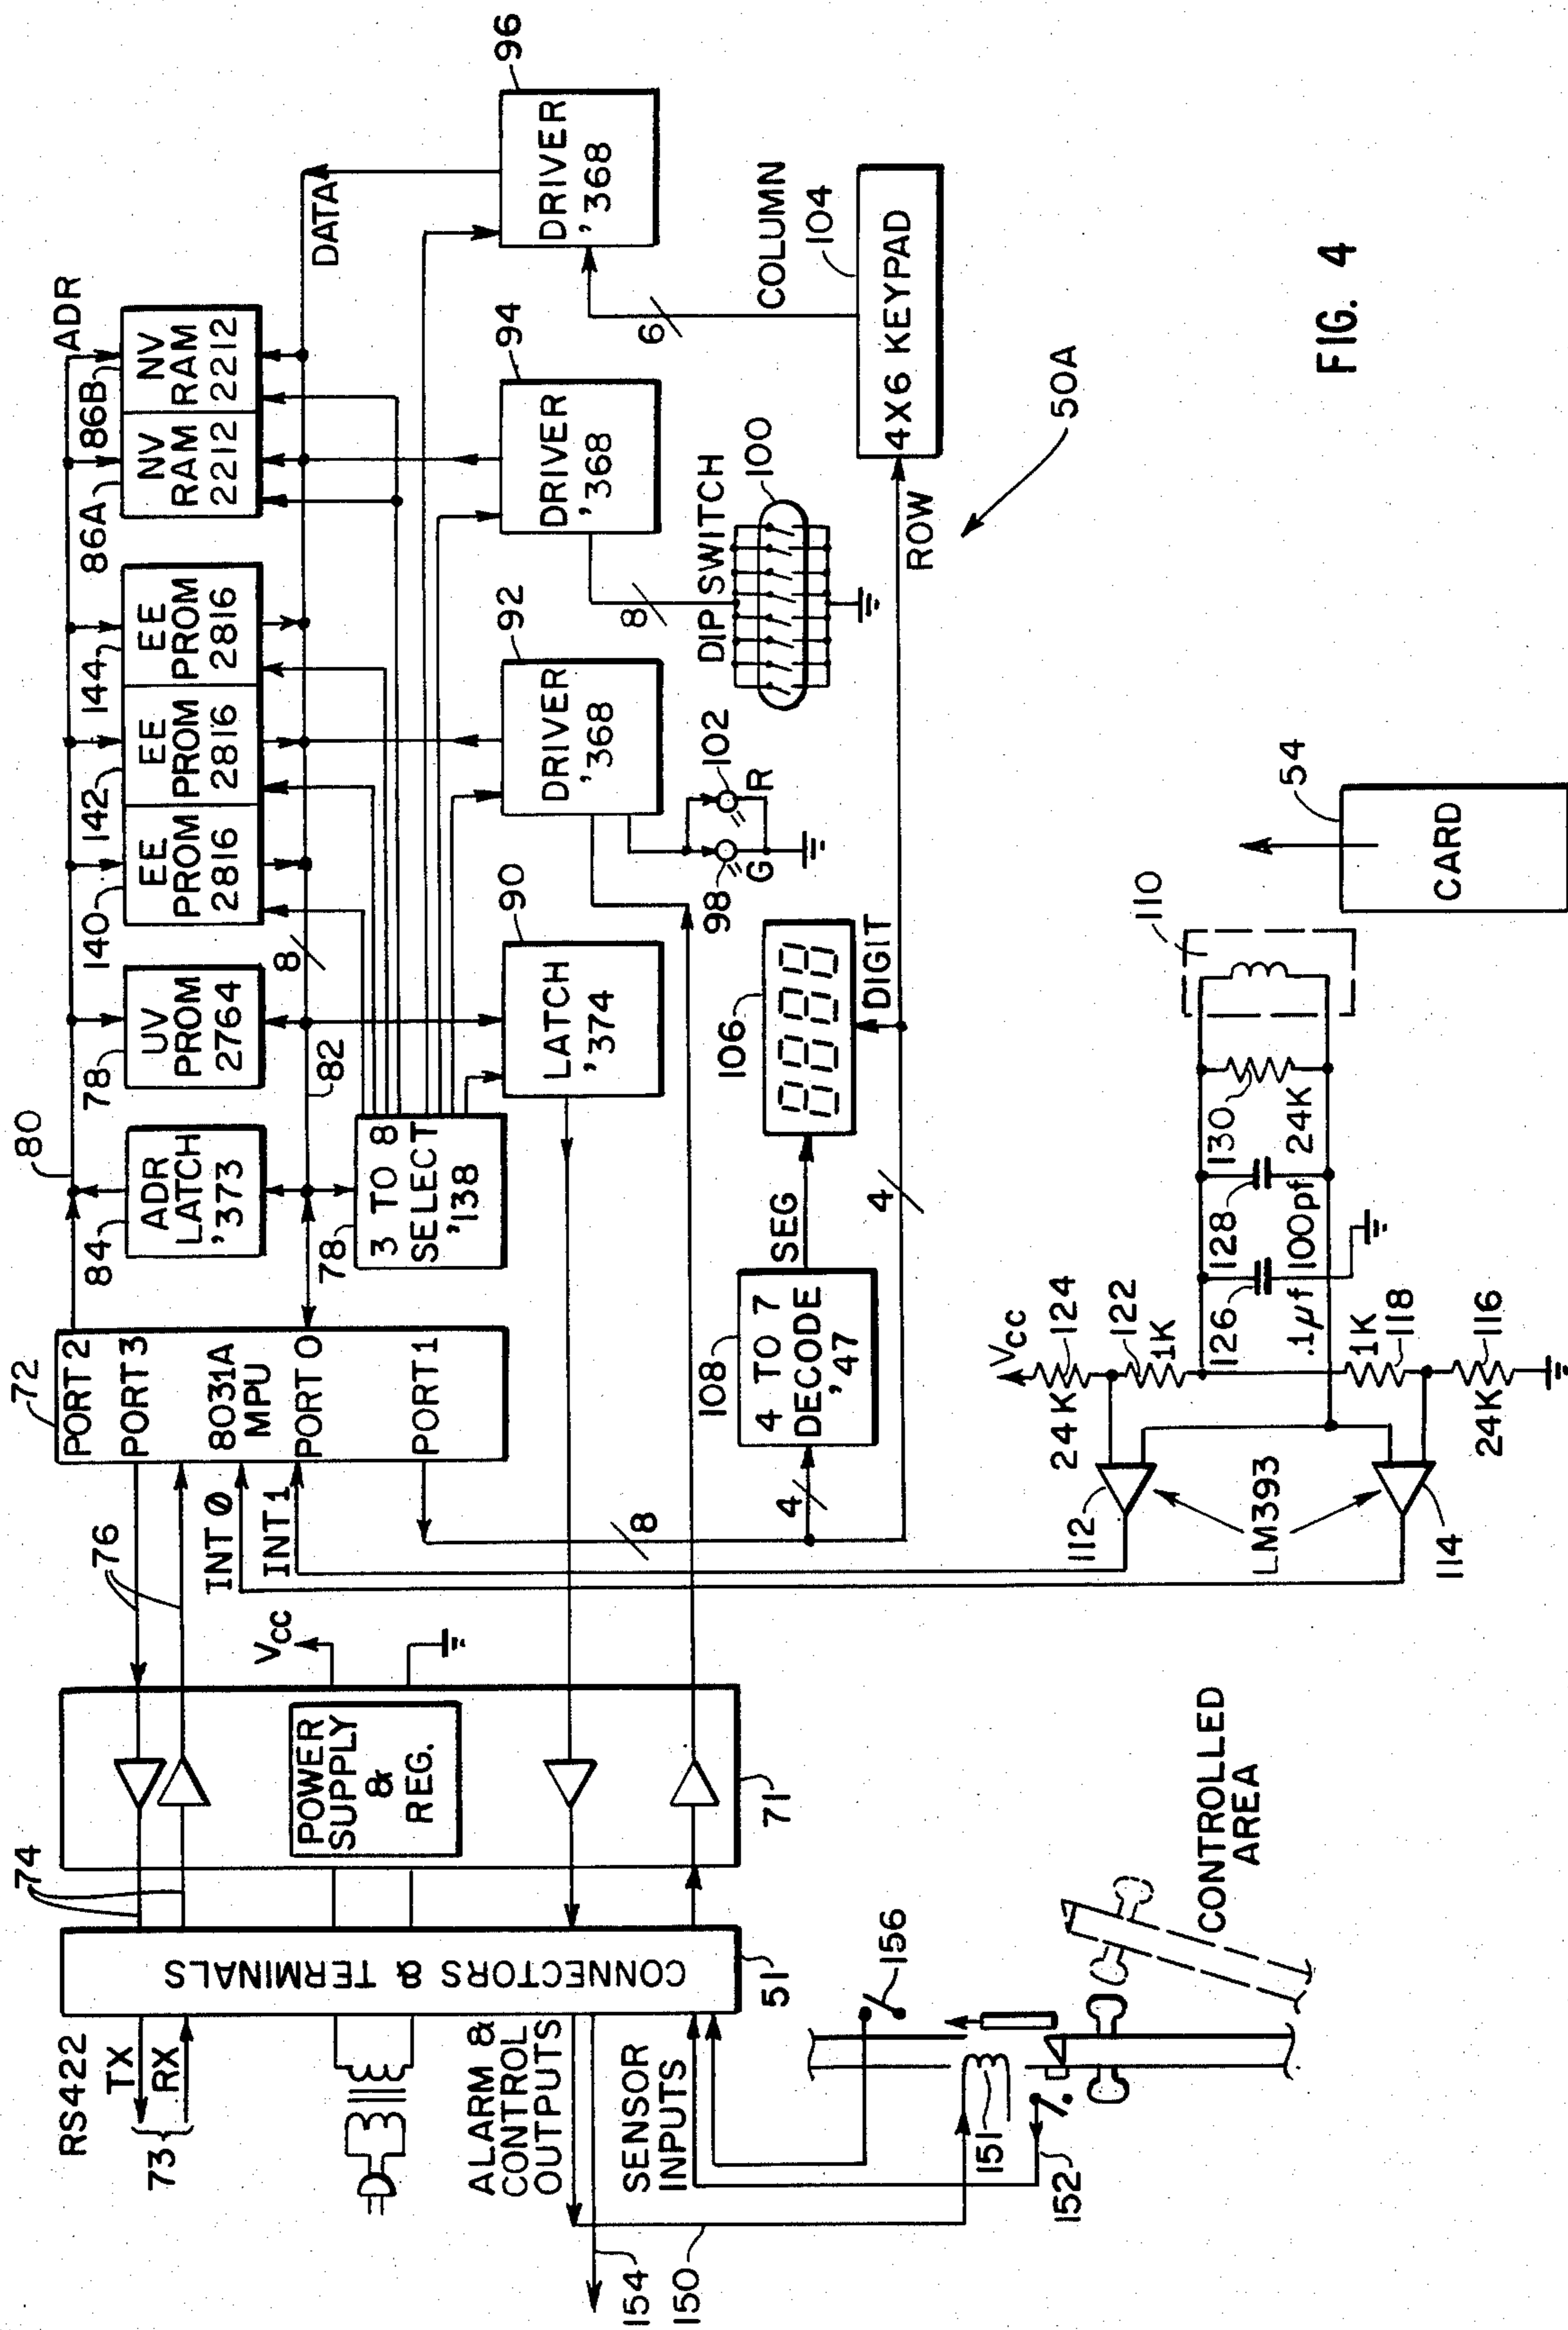 RS422
TX
RX
73
74
76
ALARM &
CONTROL
OUTPUTS
SENSOR
INPUTS
154
150
152
151
156
CONNECTORS & TERMINALS
51
POWER
SUPPLY
&
REG.
71
VCC
CONTROLLED
AREA
72
PORT 2
PORT 3
8031A
MPU
PORT 0
PORT 1
INT 0
INT 1
8
80
84
ADR
LATCH
'373
78
UV
PROM
2764
140
EE
PROM
2816
142
EE
PROM
2816
144
EE
PROM
2816
86A
NV
RAM
2212
86B
NV
RAM
2212
ADR
DATA
82
8
78
3 TO 8
SELECT
'138
90
LATCH
'374
92
DRIVER
'368
94
DRIVER
'368
96
DRIVER
'368
98
G
102
R
8
DIP SWITCH
100
6
COLUMN
104
4X6 KEYPAD
ROW
50A
4
108
4 TO 7
DECODE
'47
SEG
106
DIGIT
4
VCC
24K
124
122
1K
126
.1µf
128
100pf
130
24K
110
1K
118
116
24K
112
LM393
114
54
CARD
FIG. 4